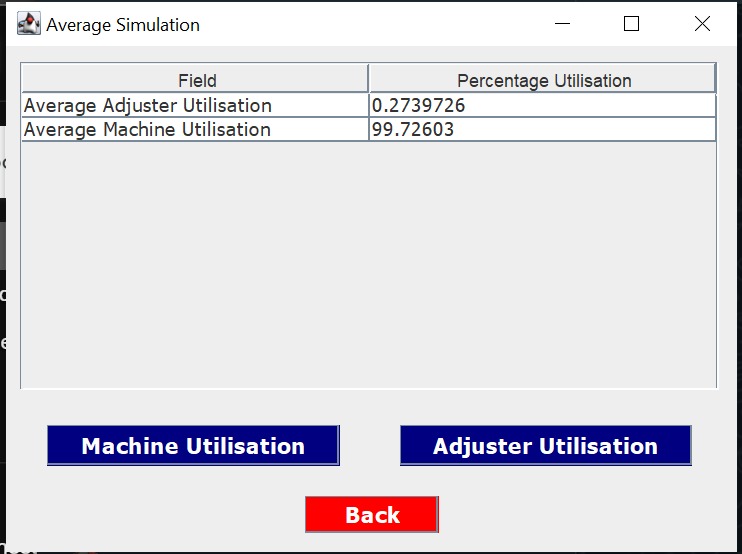 Average Simulation
Field Percentage Utilisation
Average Adjuster Utilisation 0.2739726
Average Machine Utilisation 99.72603
Machine Utilisation Adjuster Utilisation
Back